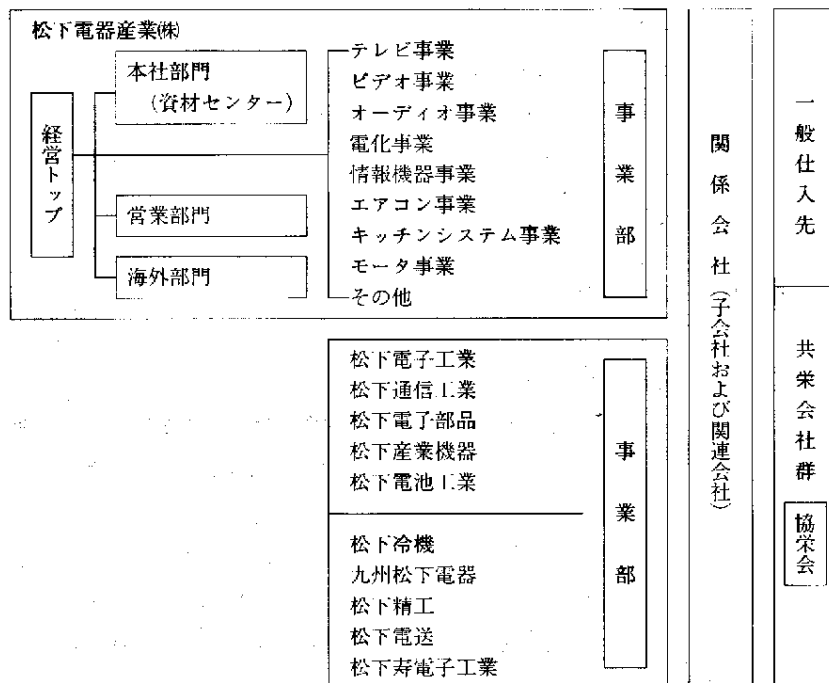 松下電器産業㈱
経営トップ
本社部門
(資材センター)
営業部門
海外部門
テレビ事業
ビデオ事業
オーディオ事業
電化事業
情報機器事業
エアコン事業
キッチンシステム事業
モータ事業
その他
事業部
松下電子工業
松下通信工業
松下電子部品
松下産業機器
松下電池工業
松下冷機
九州松下電器
松下精工
松下電送
松下寿電子工業
事業部
関係会社(子会社および関連会社)
一般仕入先
共栄会社群
協栄会